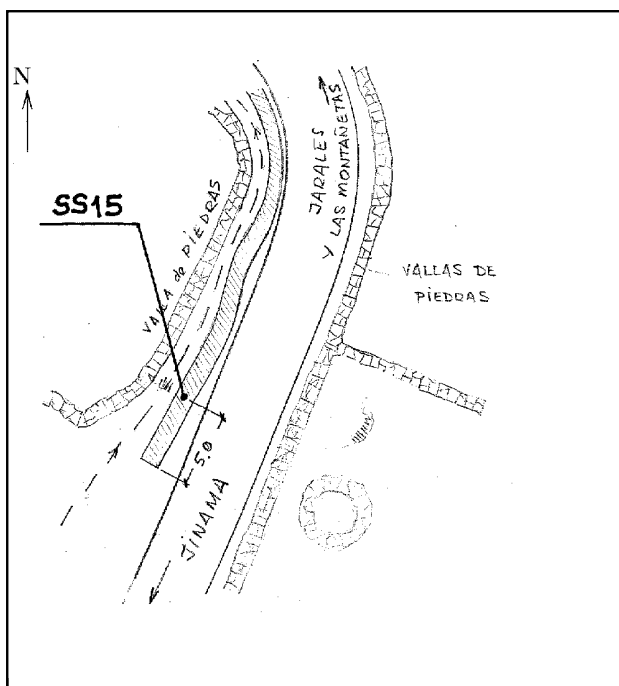 N
SS15
VALLA de PIEDRAS
JARALES
Y LAS MONTAÑETAS
VALLAS DE
PIEDRAS
5.0
JINAMA